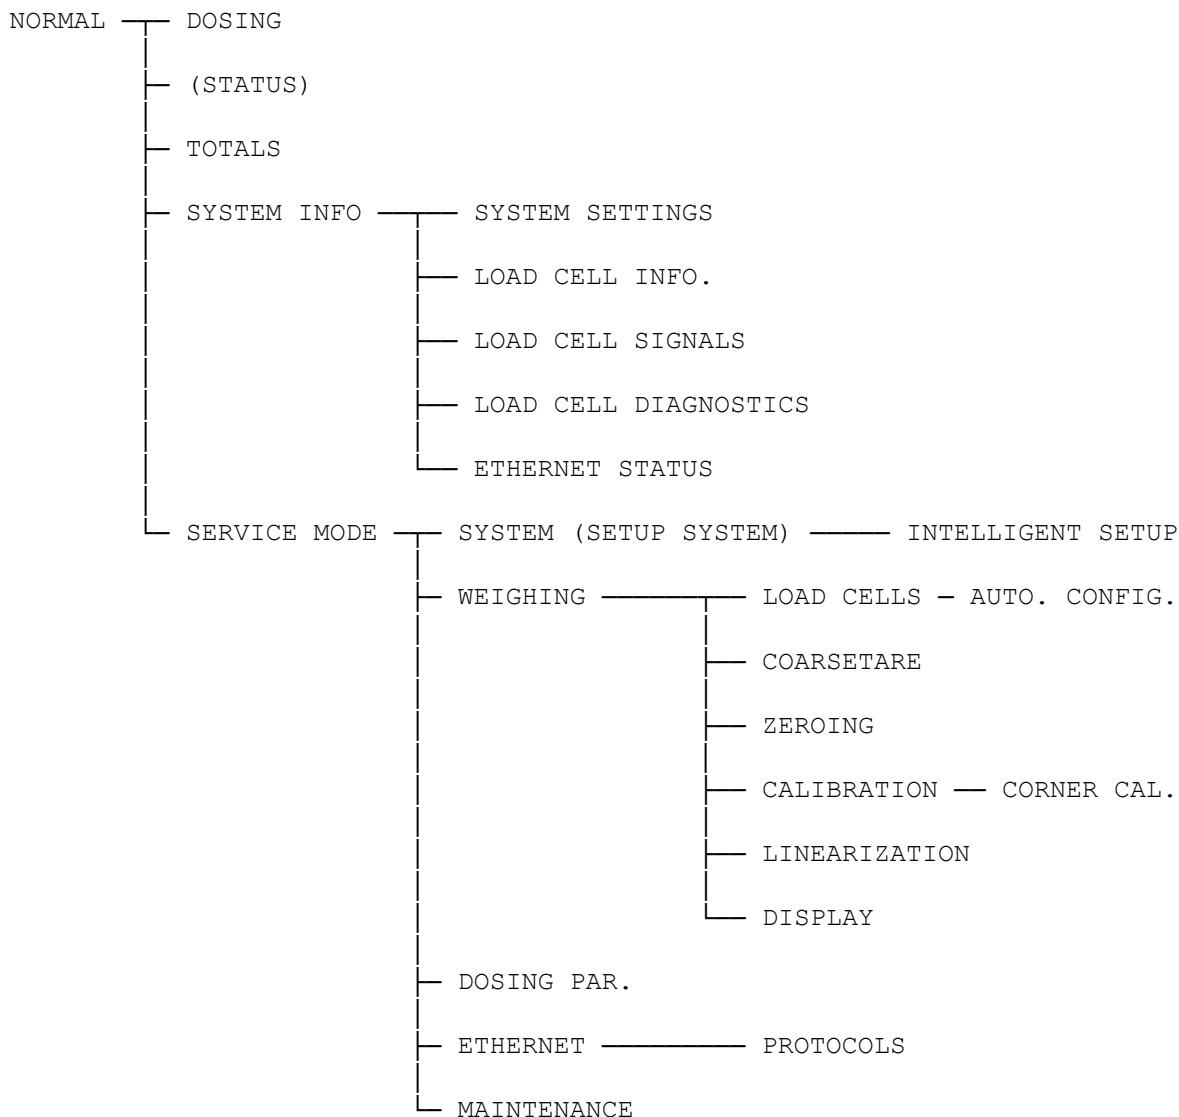 NORMAL DOSING
(STATUS)
TOTALS
SYSTEM INFO SYSTEM SETTINGS
LOAD CELL INFO.
LOAD CELL SIGNALS
LOAD CELL DIAGNOSTICS
ETHERNET STATUS
SERVICE MODE SYSTEM (SETUP SYSTEM) INTELLIGENT SETUP
WEIGHING LOAD CELLS AUTO. CONFIG.
COARSETARE
ZEROING
CALIBRATION CORNER CAL.
LINEARIZATION
DISPLAY
DOSING PAR.
ETHERNET PROTOCOLS
MAINTENANCE